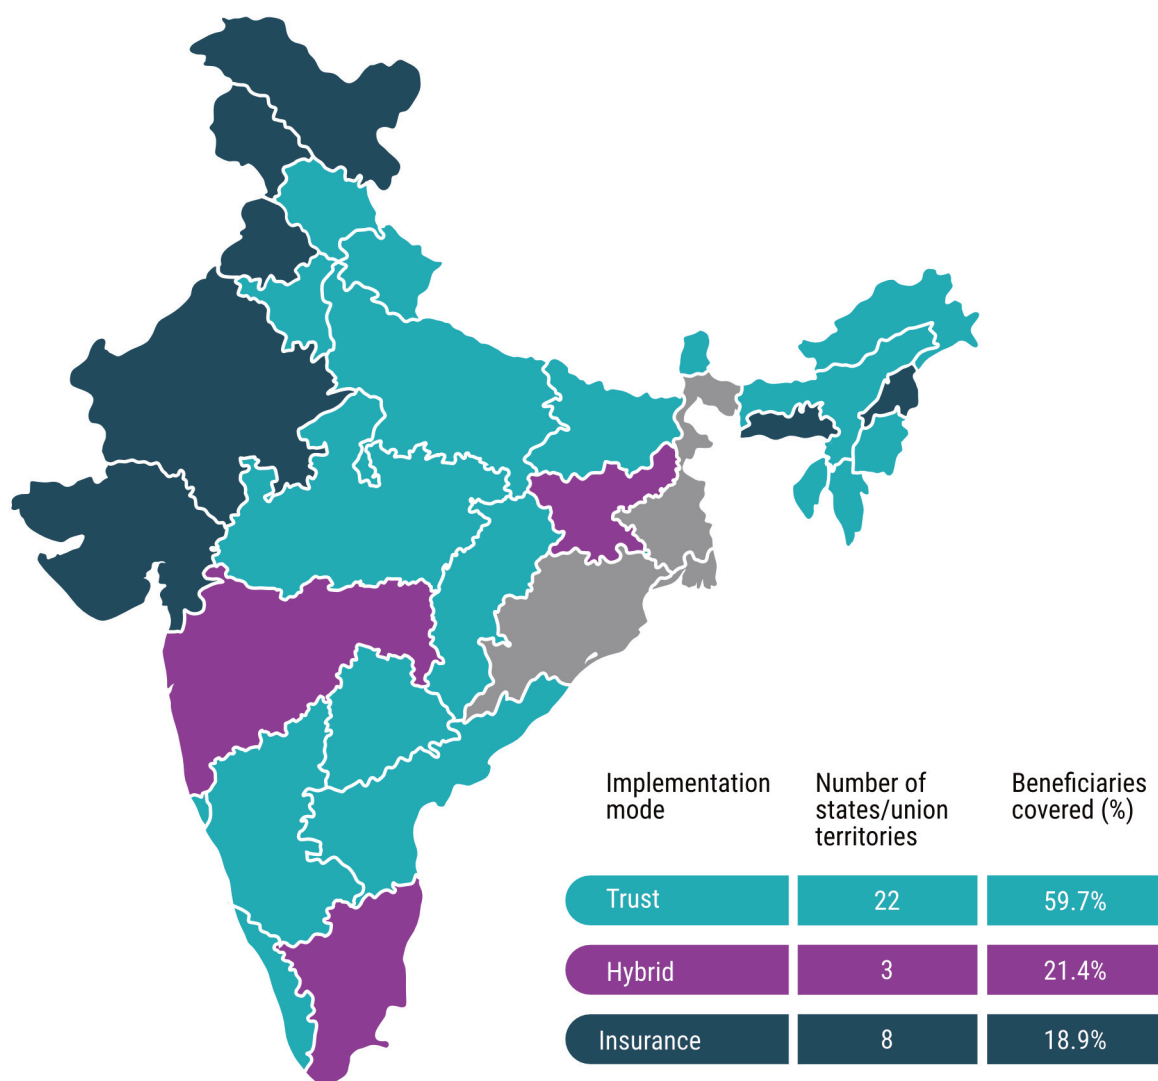 Implementation
mode
Number of
states/union
territories
Beneficiaries
covered (%)
Trust
22
59.7%
Hybrid
3
21.4%
Insurance
8
18.9%